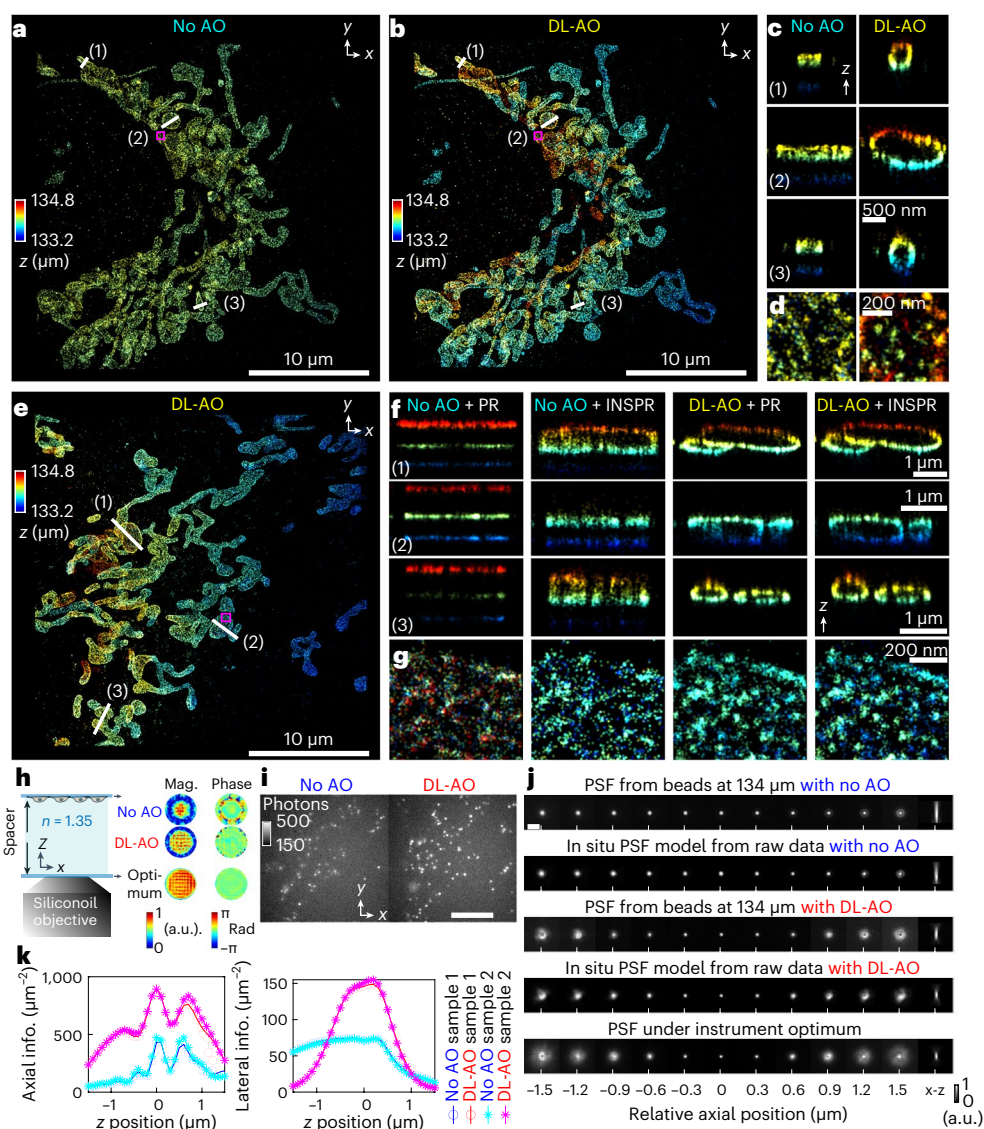 a
No AO
y
x
(1)
(2)
134.8
133.2
z (µm)
(3)
10 µm
b
DL-AO
y
x
(1)
(2)
134.8
133.2
z (µm)
(3)
10 µm
c
No AO
DL-AO
z
(1)
(2)
500 nm
(3)
d
200 nm
e
DL-AO
y
x
134.8
133.2
z (µm)
(1)
(2)
(3)
10 µm
f
No AO + PR
No AO + INSPR
DL-AO + PR
DL-AO + INSPR
(1)
1 µm
(2)
1 µm
(3)
z
1 µm
g
200 nm
h
Mag.
Phase
Spacer
n = 1.35
Z
x
Siliconoil
objective
No AO
DL-AO
Opti-
mum
1
(a.u.).
0
π
Rad
−π
i
No AO
DL-AO
Photons
500
150
y
x
j
PSF from beads at 134 µm with no AO
In situ PSF model from raw data with no AO
PSF from beads at 134 µm with DL-AO
In situ PSF model from raw data with DL-AO
PSF under instrument optimum
−1.5 −1.2 −0.9 −0.6 −0.3 0 0.3 0.6 0.9 1.2 1.5 x-z
Relative axial position (µm)
1
0
(a.u.)
k
Axial info. (µm⁻²)
1,000
500
0
−1 0 1
z position (µm)
Lateral info. (µm⁻²)
150
100
50
0
−1 0 1
z position (µm)
No AO sample 1
DL-AO sample 1
No AO sample 2
DL-AO sample 2